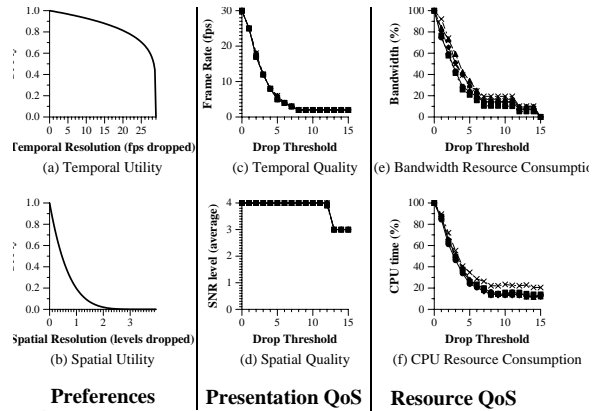 1.0
0.8
0.6
0.4
0.2
0.0
0 5 10 15 20 25
Temporal Resolution (fps dropped)
(a) Temporal Utility
1.0
0.8
0.6
0.4
0.2
0.0
0 1 2 3
Spatial Resolution (levels dropped)
(b) Spatial Utility
Preferences
Frame Rate (fps)
30
20
10
0
0 5 10 15
Drop Threshold
(c) Temporal Quality
SNR level (average)
4
3
2
1
0
0 5 10 15
Drop Threshold
(d) Spatial Quality
Presentation QoS
Bandwidth (%)
100
80
60
40
20
0
0 5 10 15
Drop Threshold
(e) Bandwidth Resource Consumptio
CPU time (%)
100
80
60
40
20
0
0 5 10 15
Drop Threshold
(f) CPU Resource Consumption
Resource QoS